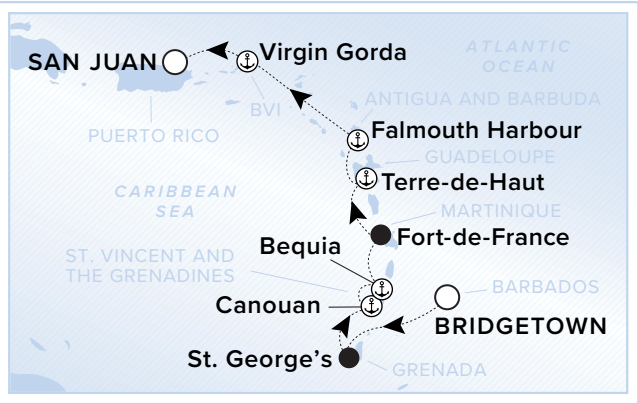 ATLANTIC
OCEAN
SAN JUAN
Virgin Gorda
BVI
ANTIGUA AND BARBUDA
PUERTO RICO
Falmouth Harbour
GUADELOUPE
Terre-de-Haut
CARIBBEAN
SEA
MARTINIQUE
Fort-de-France
Bequia
ST. VINCENT AND
THE GRENADINES
BARBADOS
Canouan
BRIDGETOWN
St. George's
GRENADA